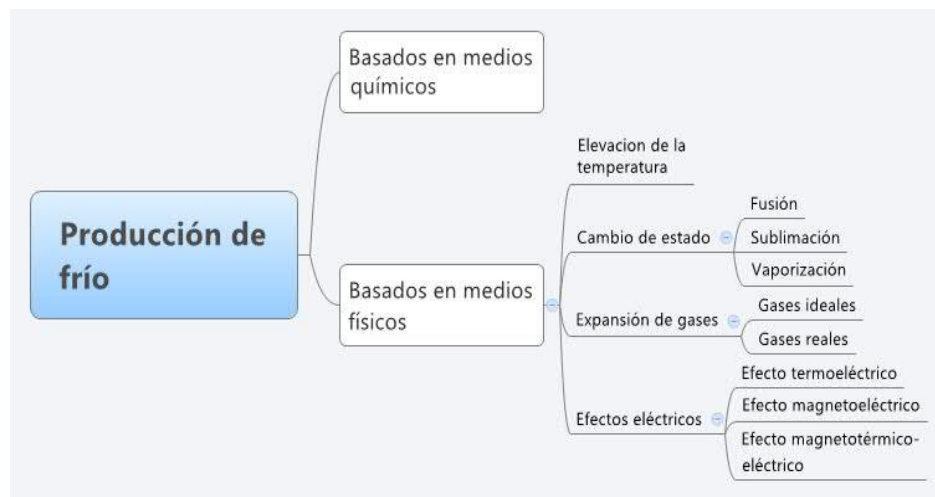 Producción de
frío
Basados en medios
químicos
Basados en medios
físicos
Elevacion de la
temperatura
Cambio de estado
Fusión
Sublimación
Vaporización
Expansión de gases
Gases ideales
Gases reales
Efectos eléctricos
Efecto termoeléctrico
Efecto magnetoeléctrico
Efecto magnetotérmico-
eléctrico